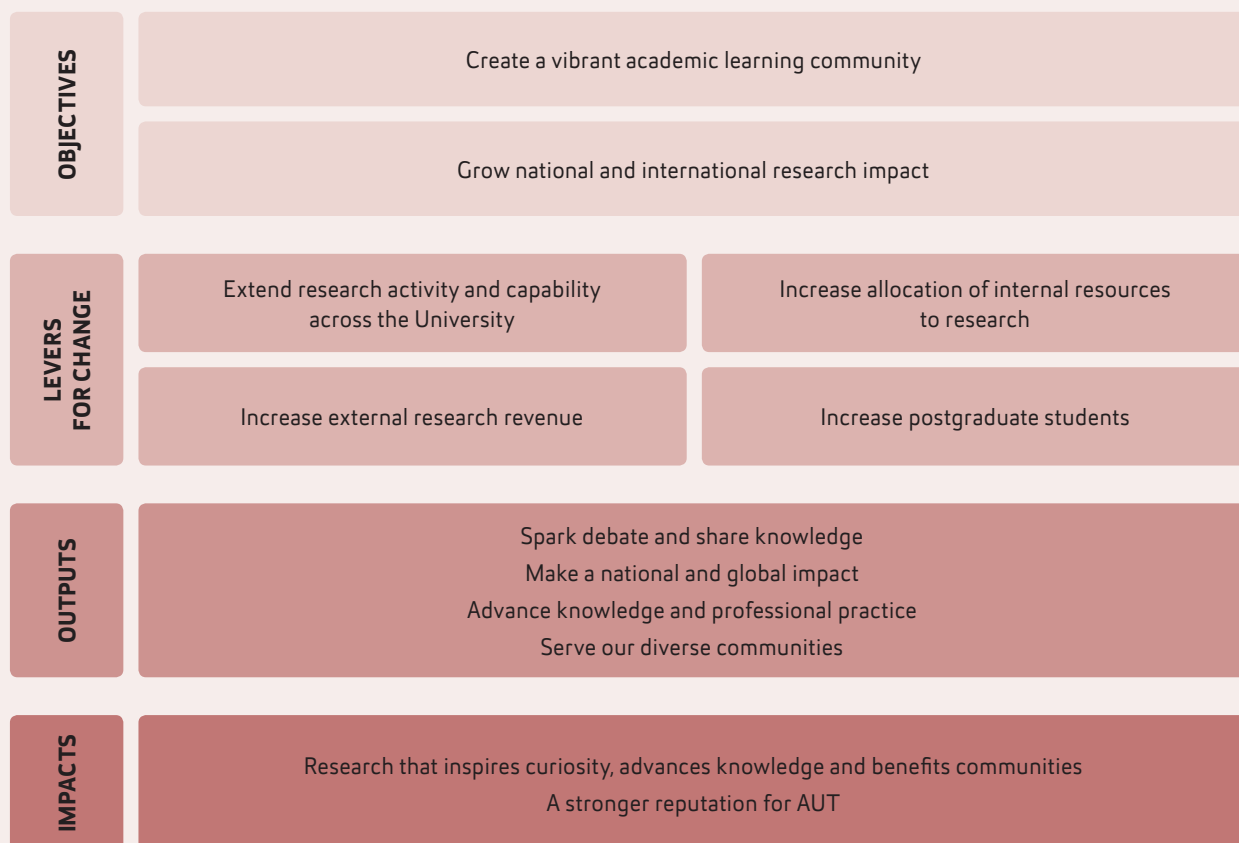 OBJECTIVES
Create a vibrant academic learning community
Grow national and international research impact
LEVERS
FOR CHANGE
Extend research activity and capability
across the University
Increase allocation of internal resources
to research
Increase external research revenue
Increase postgraduate students
OUTPUTS
Spark debate and share knowledge
Make a national and global impact
Advance knowledge and professional practice
Serve our diverse communities
IMPACTS
Research that inspires curiosity, advances knowledge and benefits communities
A stronger reputation for AUT